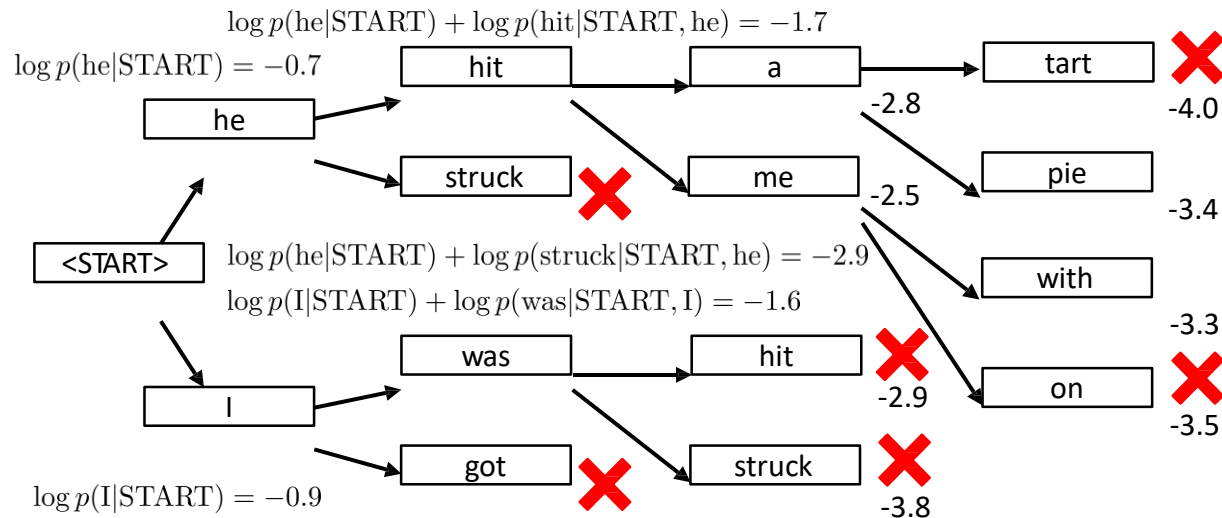 log p(he|START) + log p(hit|START, he) = −1.7
log p(he|START) = −0.7
hit
a
tart
-4.0
he
-2.8
struck
me
pie
-2.5
-3.4
<START>
log p(he|START) + log p(struck|START, he) = −2.9
with
log p(I|START) + log p(was|START, I) = −1.6
-3.3
was
hit
on
-2.9
-3.5
I
got
struck
log p(I|START) = −0.9
-3.8